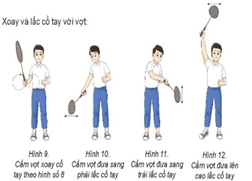 Xoay và lắc cổ tay với vợt:
Hình 9.
Cầm vợt xoay cổ
tay theo hình số 8
Hình 10.
Cầm vợt đưa sang
phải lắc cổ tay
Hình 11.
Cầm vợt đưa sang
trái lắc cổ tay
Hình 12.
Cầm vợt đưa lên
cao lắc cổ tay